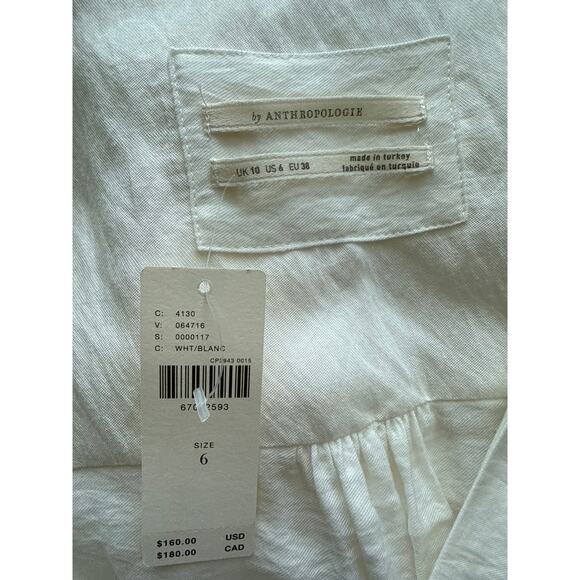 by ANTHROPOLOGIE
UK 10 US 6 EU 38
made in turkey
fabriqué en turquie
C: 4130
V: 064716
S: 0000117
C: WHT/BLANC
SIZE
6
$160.00 USD
$180.00 CAD